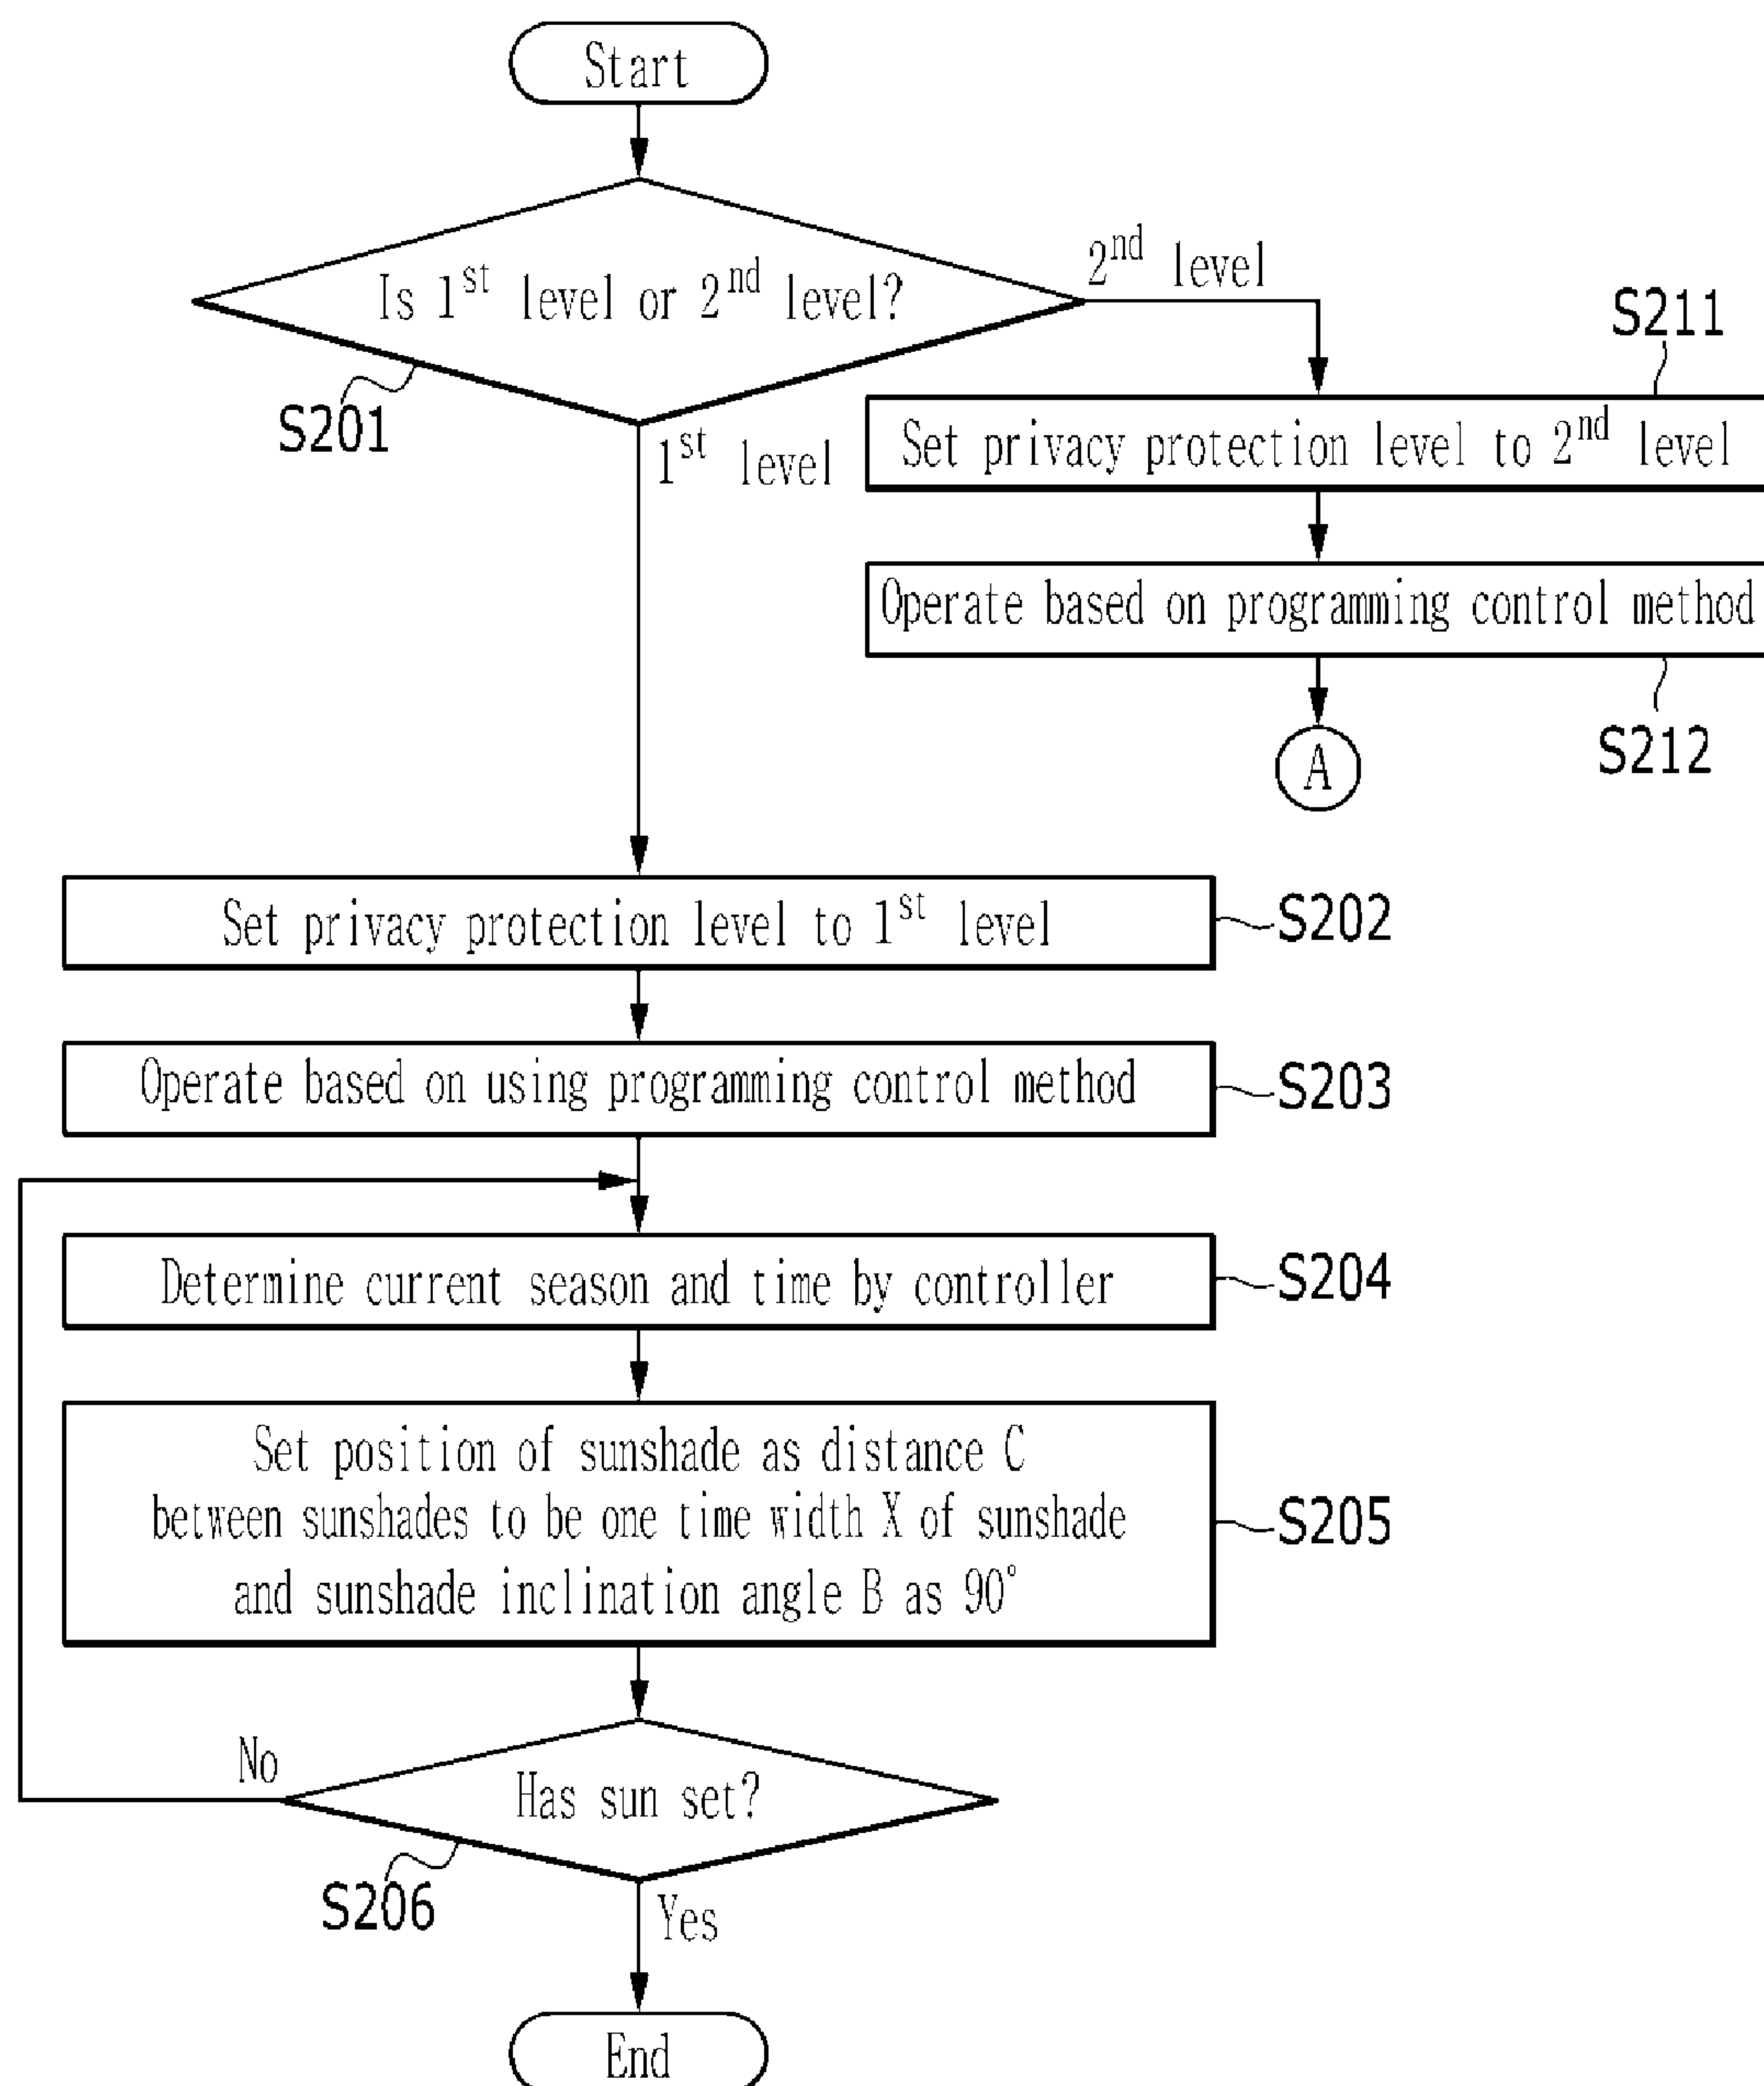 Start
Is 1st level or 2nd level?
2nd level
S201
1st level
S211
Set privacy protection level to 2nd level
Operate based on programming control method
S212
A
Set privacy protection level to 1st level
S202
Operate based on using programming control method
S203
Determine current season and time by controller
S204
Set position of sunshade as distance C
between sunshades to be one time width X of sunshade
and sunshade inclination angle B as 90°
S205
Has sun set?
No
S206
Yes
End